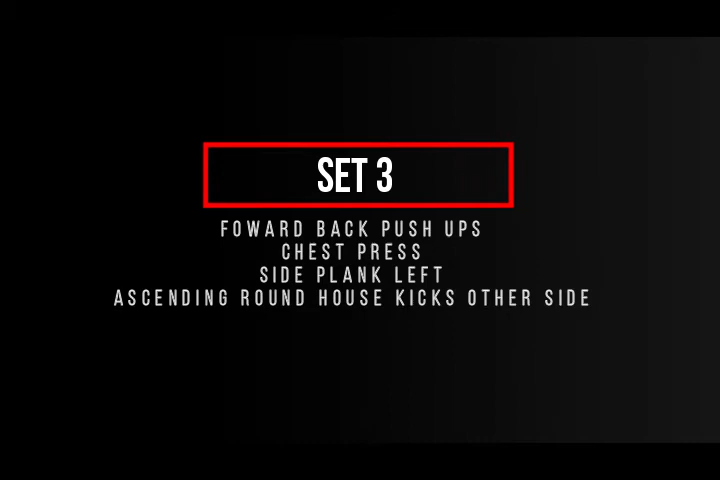 SET 3
FOWARD BACK PUSH UPS
CHEST PRESS
SIDE PLANK LEFT
ASCENDING ROUND HOUSE KICKS OTHER SIDE